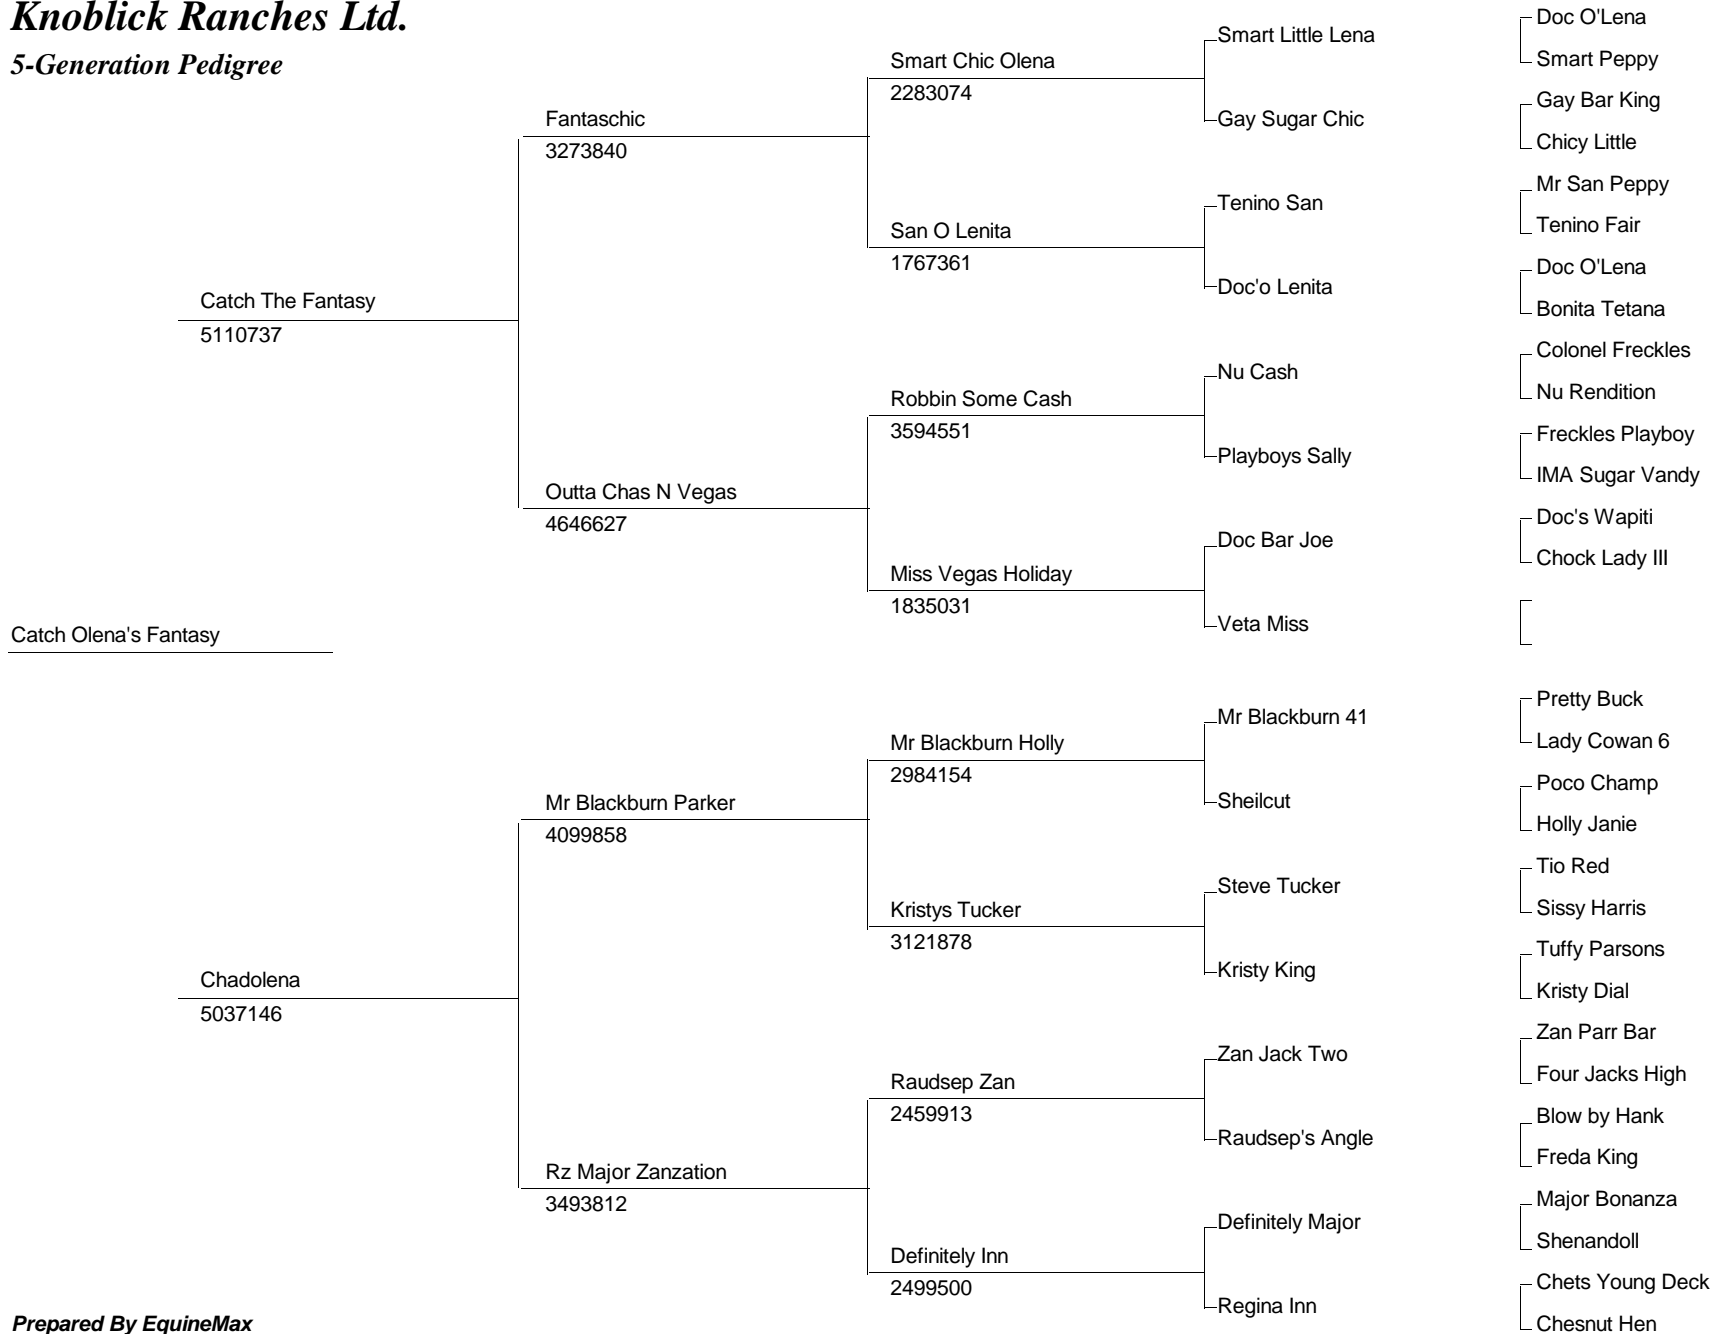 Knoblick Ranches Ltd.
5-Generation Pedigree
Catch Olena's Fantasy
Catch The Fantasy
5110737
Chadolena
5037146
Fantaschic
3273840
Outta Chas N Vegas
4646627
Mr Blackburn Parker
4099858
Rz Major Zanzation
3493812
Smart Chic Olena
2283074
San O Lenita
1767361
Robbin Some Cash
3594551
Miss Vegas Holiday
1835031
Mr Blackburn Holly
2984154
Kristys Tucker
3121878
Raudsep Zan
2459913
Definitely Inn
2499500
Smart Little Lena
Gay Sugar Chic
Tenino San
Doc'o Lenita
Nu Cash
Playboys Sally
Doc Bar Joe
Veta Miss
Mr Blackburn 41
Sheilcut
Steve Tucker
Kristy King
Zan Jack Two
Raudsep's Angle
Definitely Major
Regina Inn
Doc O'Lena
Smart Peppy
Gay Bar King
Chicy Little
Mr San Peppy
Tenino Fair
Doc O'Lena
Bonita Tetana
Colonel Freckles
Nu Rendition
Freckles Playboy
IMA Sugar Vandy
Doc's Wapiti
Chock Lady III
Pretty Buck
Lady Cowan 6
Poco Champ
Holly Janie
Tio Red
Sissy Harris
Tuffy Parsons
Kristy Dial
Zan Parr Bar
Four Jacks High
Blow by Hank
Freda King
Major Bonanza
Shenandoll
Chets Young Deck
Chesnut Hen
Prepared By EquineMax